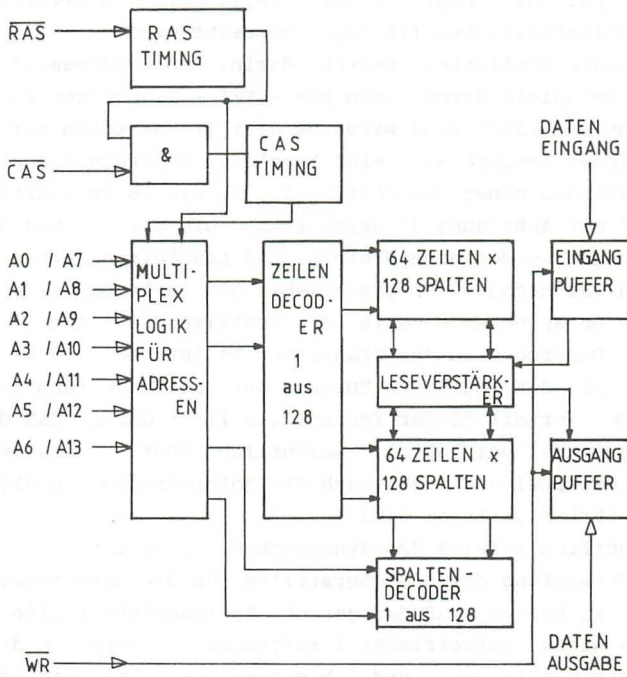 RAS
RAS
TIMING
CAS
&
CAS
TIMING
DATEN
EINGANG
A0 / A7
A1 / A8
A2 / A9
A3 / A10
A4 / A11
A5 / A12
A6 / A13
MULTI-
PLEX
LOGIK
FÜR
ADRESS-
EN
ZEILEN
DECOD-
ER
aus
128
64 ZEILEN x
128 SPALTEN
LESEVERSTÄRK-
ER
64 ZEILEN x
128 SPALTEN
SPALTEN-
DECODER
1 aus 128
EINGANG
PUFFER
AUSGANG
PUFFER
DATEN
AUSGABE
WR